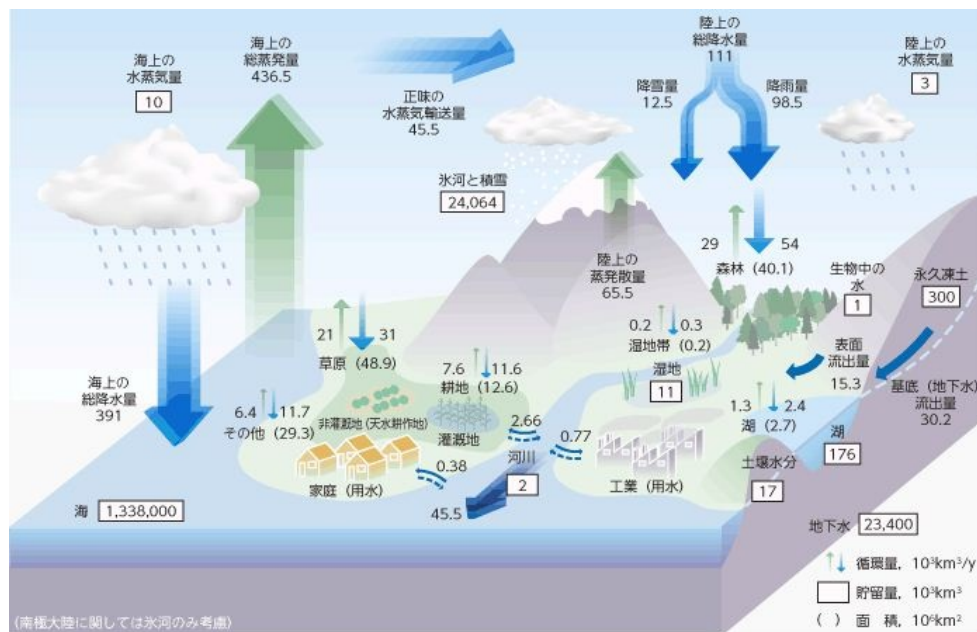 海上の
水蒸気量
10
海上の
総蒸発量
436.5
正味の
水蒸気輸送量
45.5
陸上の
総降水量
111
降雪量
12.5
降雨量
98.5
陸上の
水蒸気量
3
氷河と積雪
24,064
陸上の
蒸発散量
65.5
29
54
森林 (40.1)
生物中の
水
1
永久凍土
300
21
31
草原 (48.9)
7.6
11.6
耕地 (12.6)
0.2
0.3
湿地帯 (0.2)
湿地
11
表面
流出量
15.3
基底(地下水)
流出量
30.2
海上の
総降水量
391
6.4
11.7
その他 (29.3)
非灌漑地(天水耕作地)
灌漑地
2.66
0.77
1.3
2.4
湖 (2.7)
湖
176
家庭(用水)
0.38
河川
2
工業(用水)
土壌水分
17
海
1,338,000
45.5
地下水
23,400
循環量, 10³km³/y
貯留量, 10³km³
( ) 面 積, 10⁶km²
(南極大陸に関しては氷河のみ考慮)